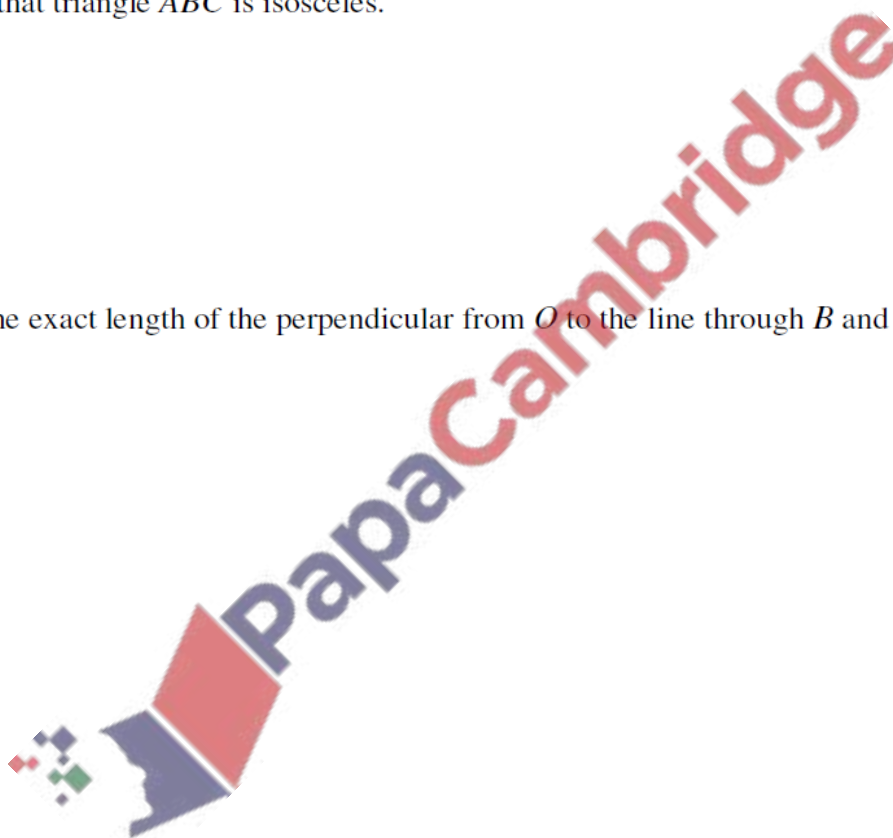 that triangle ABC is isosceles.
he exact length of the perpendicular from O to the line through B and
PapaCambridge